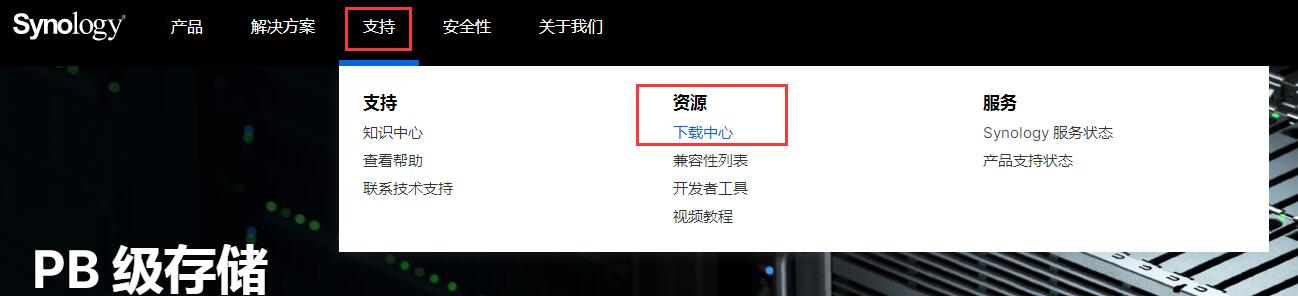 Synology 产品 解决方案 支持 安全性 关于我们
支持
知识中心
查看帮助
联系技术支持
资源
下载中心
兼容性列表
开发者工具
视频教程
服务
Synology 服务状态
产品支持状态
PB 级存储